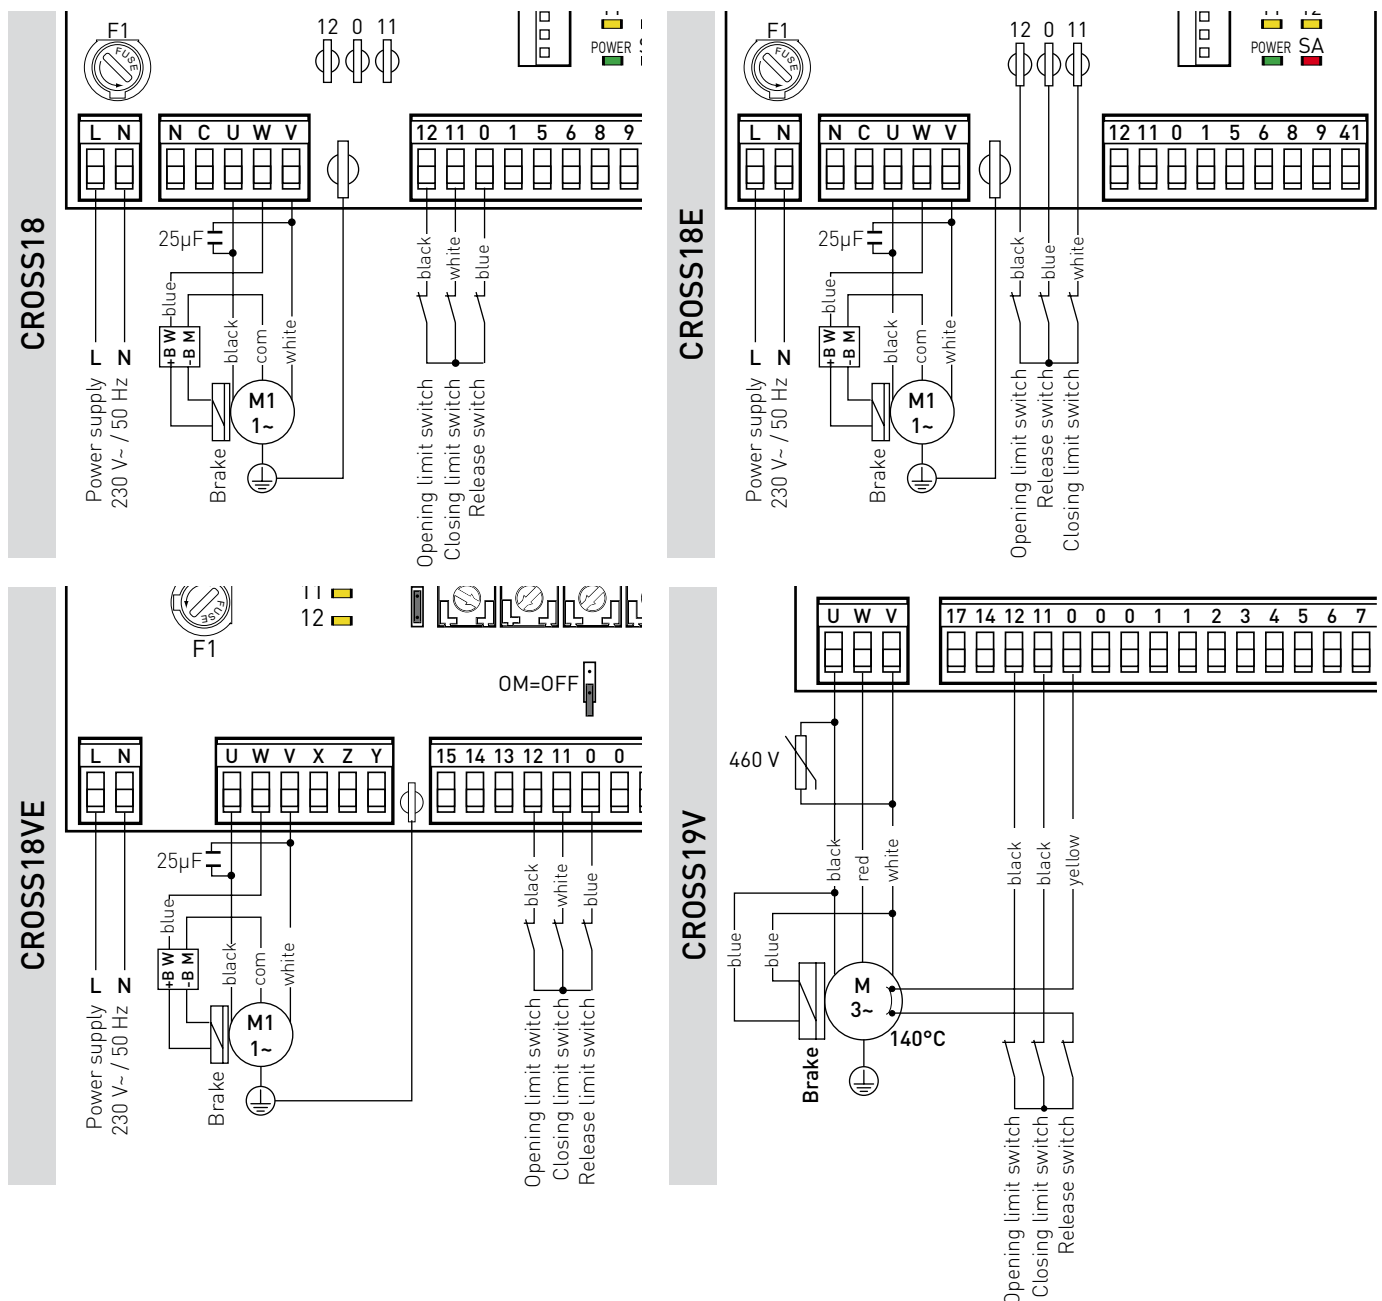 CROSS18
F1
FUSE
12 0 11
POWER
L N
N C U W V
12 11 0 1 5 6 8 9
25µF
blue
+B W
-B M
black
com
white
black
white
blue
L N
M1
1~
Power supply
230 V~ / 50 Hz
Brake
Opening limit switch
Closing limit switch
Release switch
CROSS18E
F1
FUSE
12 0 11
POWER SA
L N
N C U W V
12 11 0 1 5 6 8 9 41
25µF
blue
+B W
-B M
black
com
white
black
blue
white
L N
M1
1~
Power supply
230 V~ / 50 Hz
Brake
Opening limit switch
Release switch
Closing limit switch
CROSS18VE
FUSE
F1
11
12
OM=OFF
L N
U W V X Z Y
15 14 13 12 11 0 0
25µF
blue
+B W
-B M
black
com
white
black
white
blue
L N
M1
1~
Power supply
230 V~ / 50 Hz
Brake
Opening limit switch
Closing limit switch
Release limit switch
CROSS19V
U W V
17 14 12 11 0 0 0 1 1 2 3 4 5 6 7
460 V
black
red
white
black
black
yellow
blue
blue
M
3~
140°C
Brake
Opening limit switch
Closing limit switch
Release switch